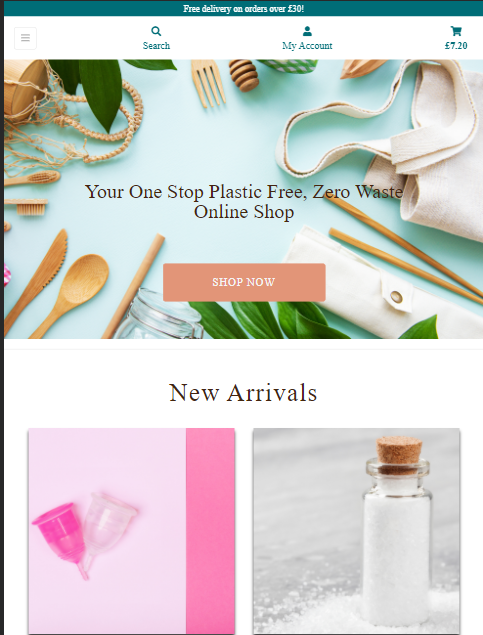 Free delivery on orders over £30!
Search
My Account
£7.20
Your One Stop Plastic Free, Zero Waste
Online Shop
SHOP NOW
New Arrivals